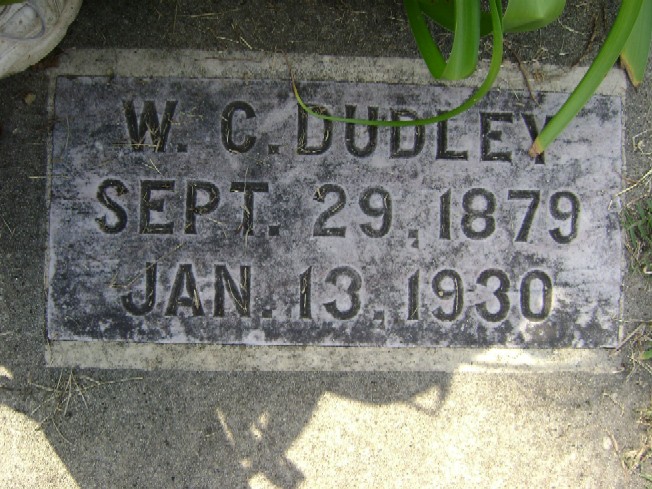 W. C. DUDLEY
SEPT. 29, 1879
JAN. 13, 1930